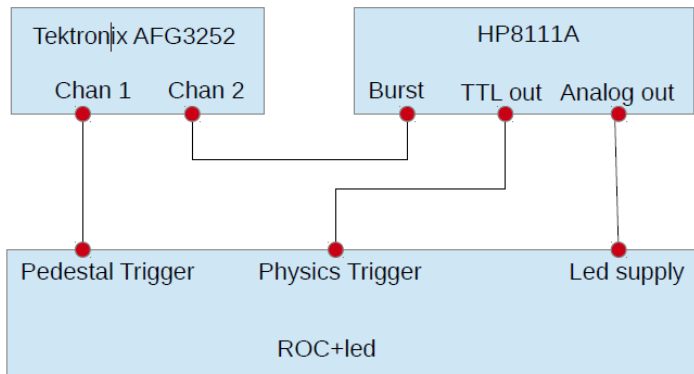 Tektronix AFG3252
HP8111A
Chan 1 Chan 2
Burst TTL out Analog out
Pedestal Trigger Physics Trigger Led supply
ROC+led